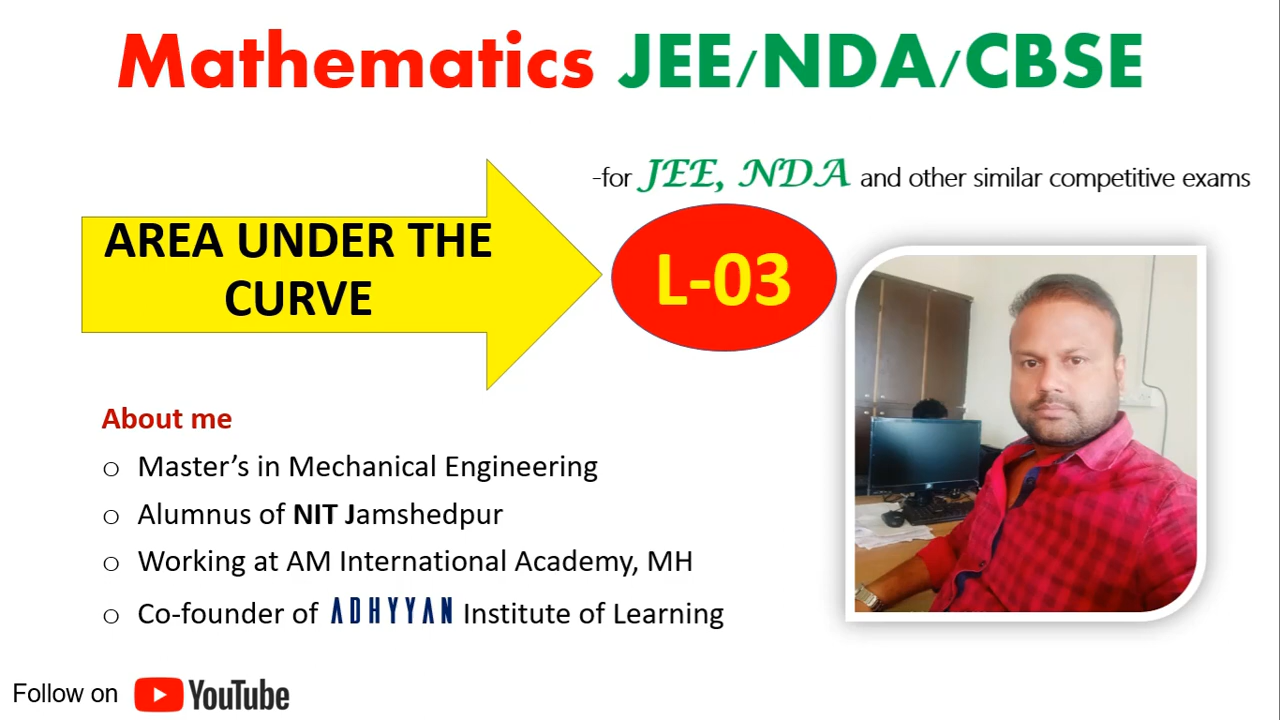 Mathematics JEE/NDA/CBSE
-for JEE, NDA and other similar competitive exams
AREA UNDER THE
CURVE
L-03
About me
o Master's in Mechanical Engineering
o Alumnus of NIT Jamshedpur
o Working at AM International Academy, MH
o Co-founder of ADHYYAN Institute of Learning
Follow on YouTube